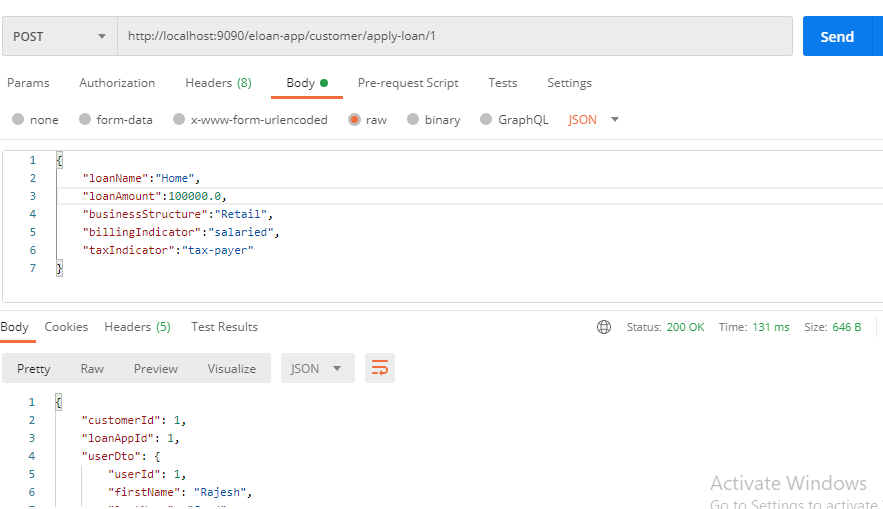 POST http://localhost:9090/eloan-app/customer/apply-loan/1 Send
Params Authorization Headers (8) Body Pre-request Script Tests Settings
none form-data x-www-form-urlencoded raw binary GraphQL JSON
1 {
2 "loanName":"Home",
3 "loanAmount":100000.0,
4 "businessStructure":"Retail",
5 "billingIndicator":"salaried",
6 "taxIndicator":"tax-payer"
7 }
Body Cookies Headers (5) Test Results Status: 200 OK Time: 131 ms Size: 646 B
Pretty Raw Preview Visualize JSON
1 {
2 "customerId": 1,
3 "loanAppId": 1,
4 "userDto": {
5 "userId": 1,
6 "firstName": "Rajesh",
Activate Windows
Go to Settings to activate